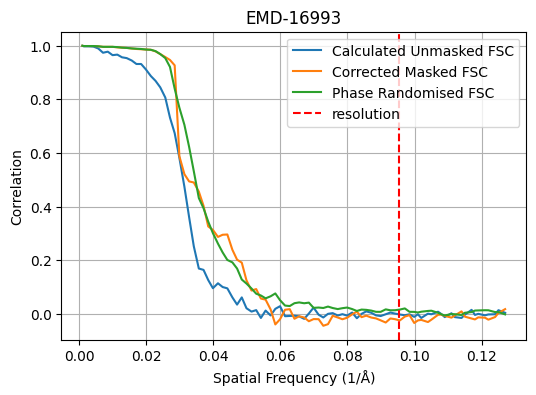 EMD-16993
1.0
0.8
0.6
0.4
0.2
0.0
Correlation
Calculated Unmasked FSC
Corrected Masked FSC
Phase Randomised FSC
resolution
0.00 0.02 0.04 0.06 0.08 0.10 0.12
Spatial Frequency (1/Å)